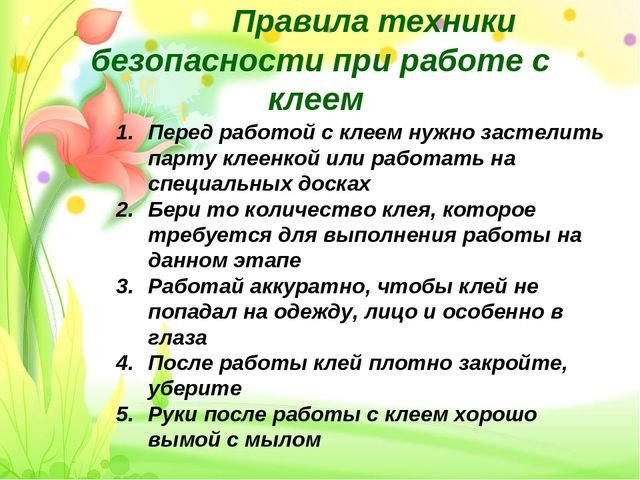 Правила техники
безопасности при работе с
клеем
1. Перед работой с клеем нужно застелить
парту клеенкой или работать на
специальных досках
2. Бери то количество клея, которое
требуется для выполнения работы на
данном этапе
3. Работай аккуратно, чтобы клей не
попадал на одежду, лицо и особенно в
глаза
4. После работы клей плотно закройте,
уберите
5. Руки после работы с клеем хорошо
вымой с мылом